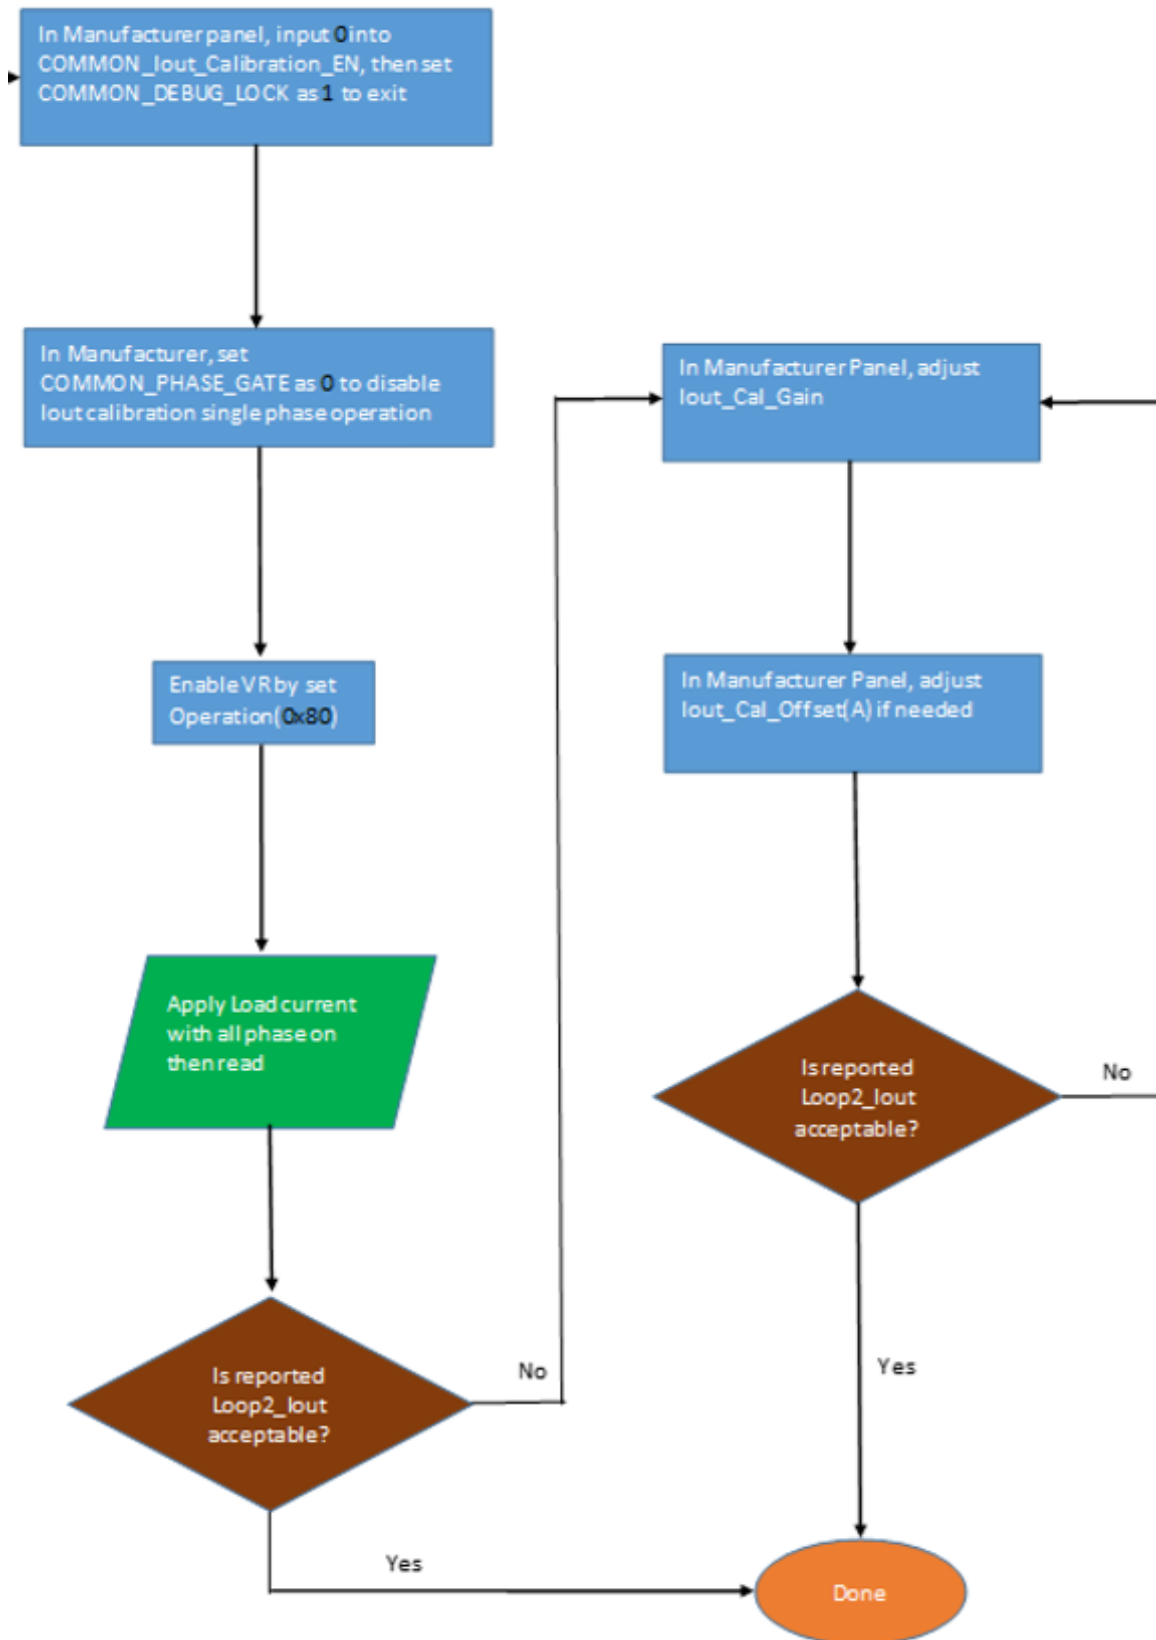 In Manufacturer panel, input 0 into
COMMON_Iout_Calibration_EN, then set
COMMON_DEBUG_LOCK as 1 to exit
In Manufacturer, set
COMMON_PHASE_GATE as 0 to disable
Iout calibration single phase operation
Enable VR by set
Operation(0x80)
Apply Load current
with all phase on
then read
Is reported
Loop2_Iout
acceptable?
No
Yes
In Manufacturer Panel, adjust
Iout_Cal_Gain
In Manufacturer Panel, adjust
Iout_Cal_Offset(A) if needed
Is reported
Loop2_Iout
acceptable?
No
Yes
Done